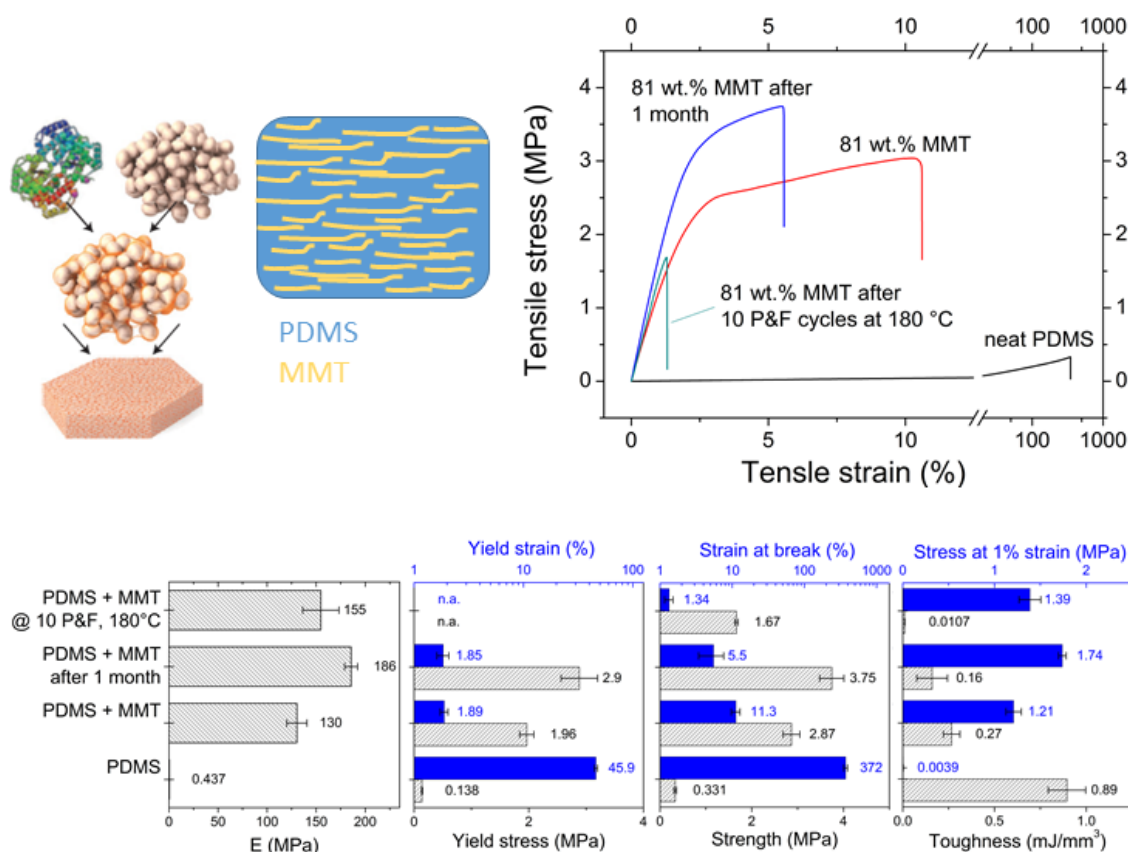 PDMS
MMT
0 5 10 100 1000
Tensile stress (MPa)
4
3
2
1
0
4
3
2
1
0
81 wt.% MMT after
1 month
81 wt.% MMT
81 wt.% MMT after
10 P&F cycles at 180 °C
neat PDMS
0 5 10 100 1000
Tensle strain (%)
PDMS + MMT
@ 10 P&F, 180°C
PDMS + MMT
after 1 month
PDMS + MMT
PDMS
155
186
130
0.437
0 50 100 150 200
E (MPa)
Yield strain (%)
1 10 100
n.a.
n.a.
1.85
2.9
1.89
1.96
45.9
0.138
0 1 2 3 4
Yield stress (MPa)
Strain at break (%)
1 10 100 1000
1.34
1.67
5.5
3.75
11.3
2.87
372
0.331
0 2 4
Strength (MPa)
Stress at 1% strain (MPa)
0 1 2
1.39
0.0107
1.74
0.16
1.21
0.27
0.0039
0.89
0.0 0.5 1.0
Toughness (mJ/mm³)